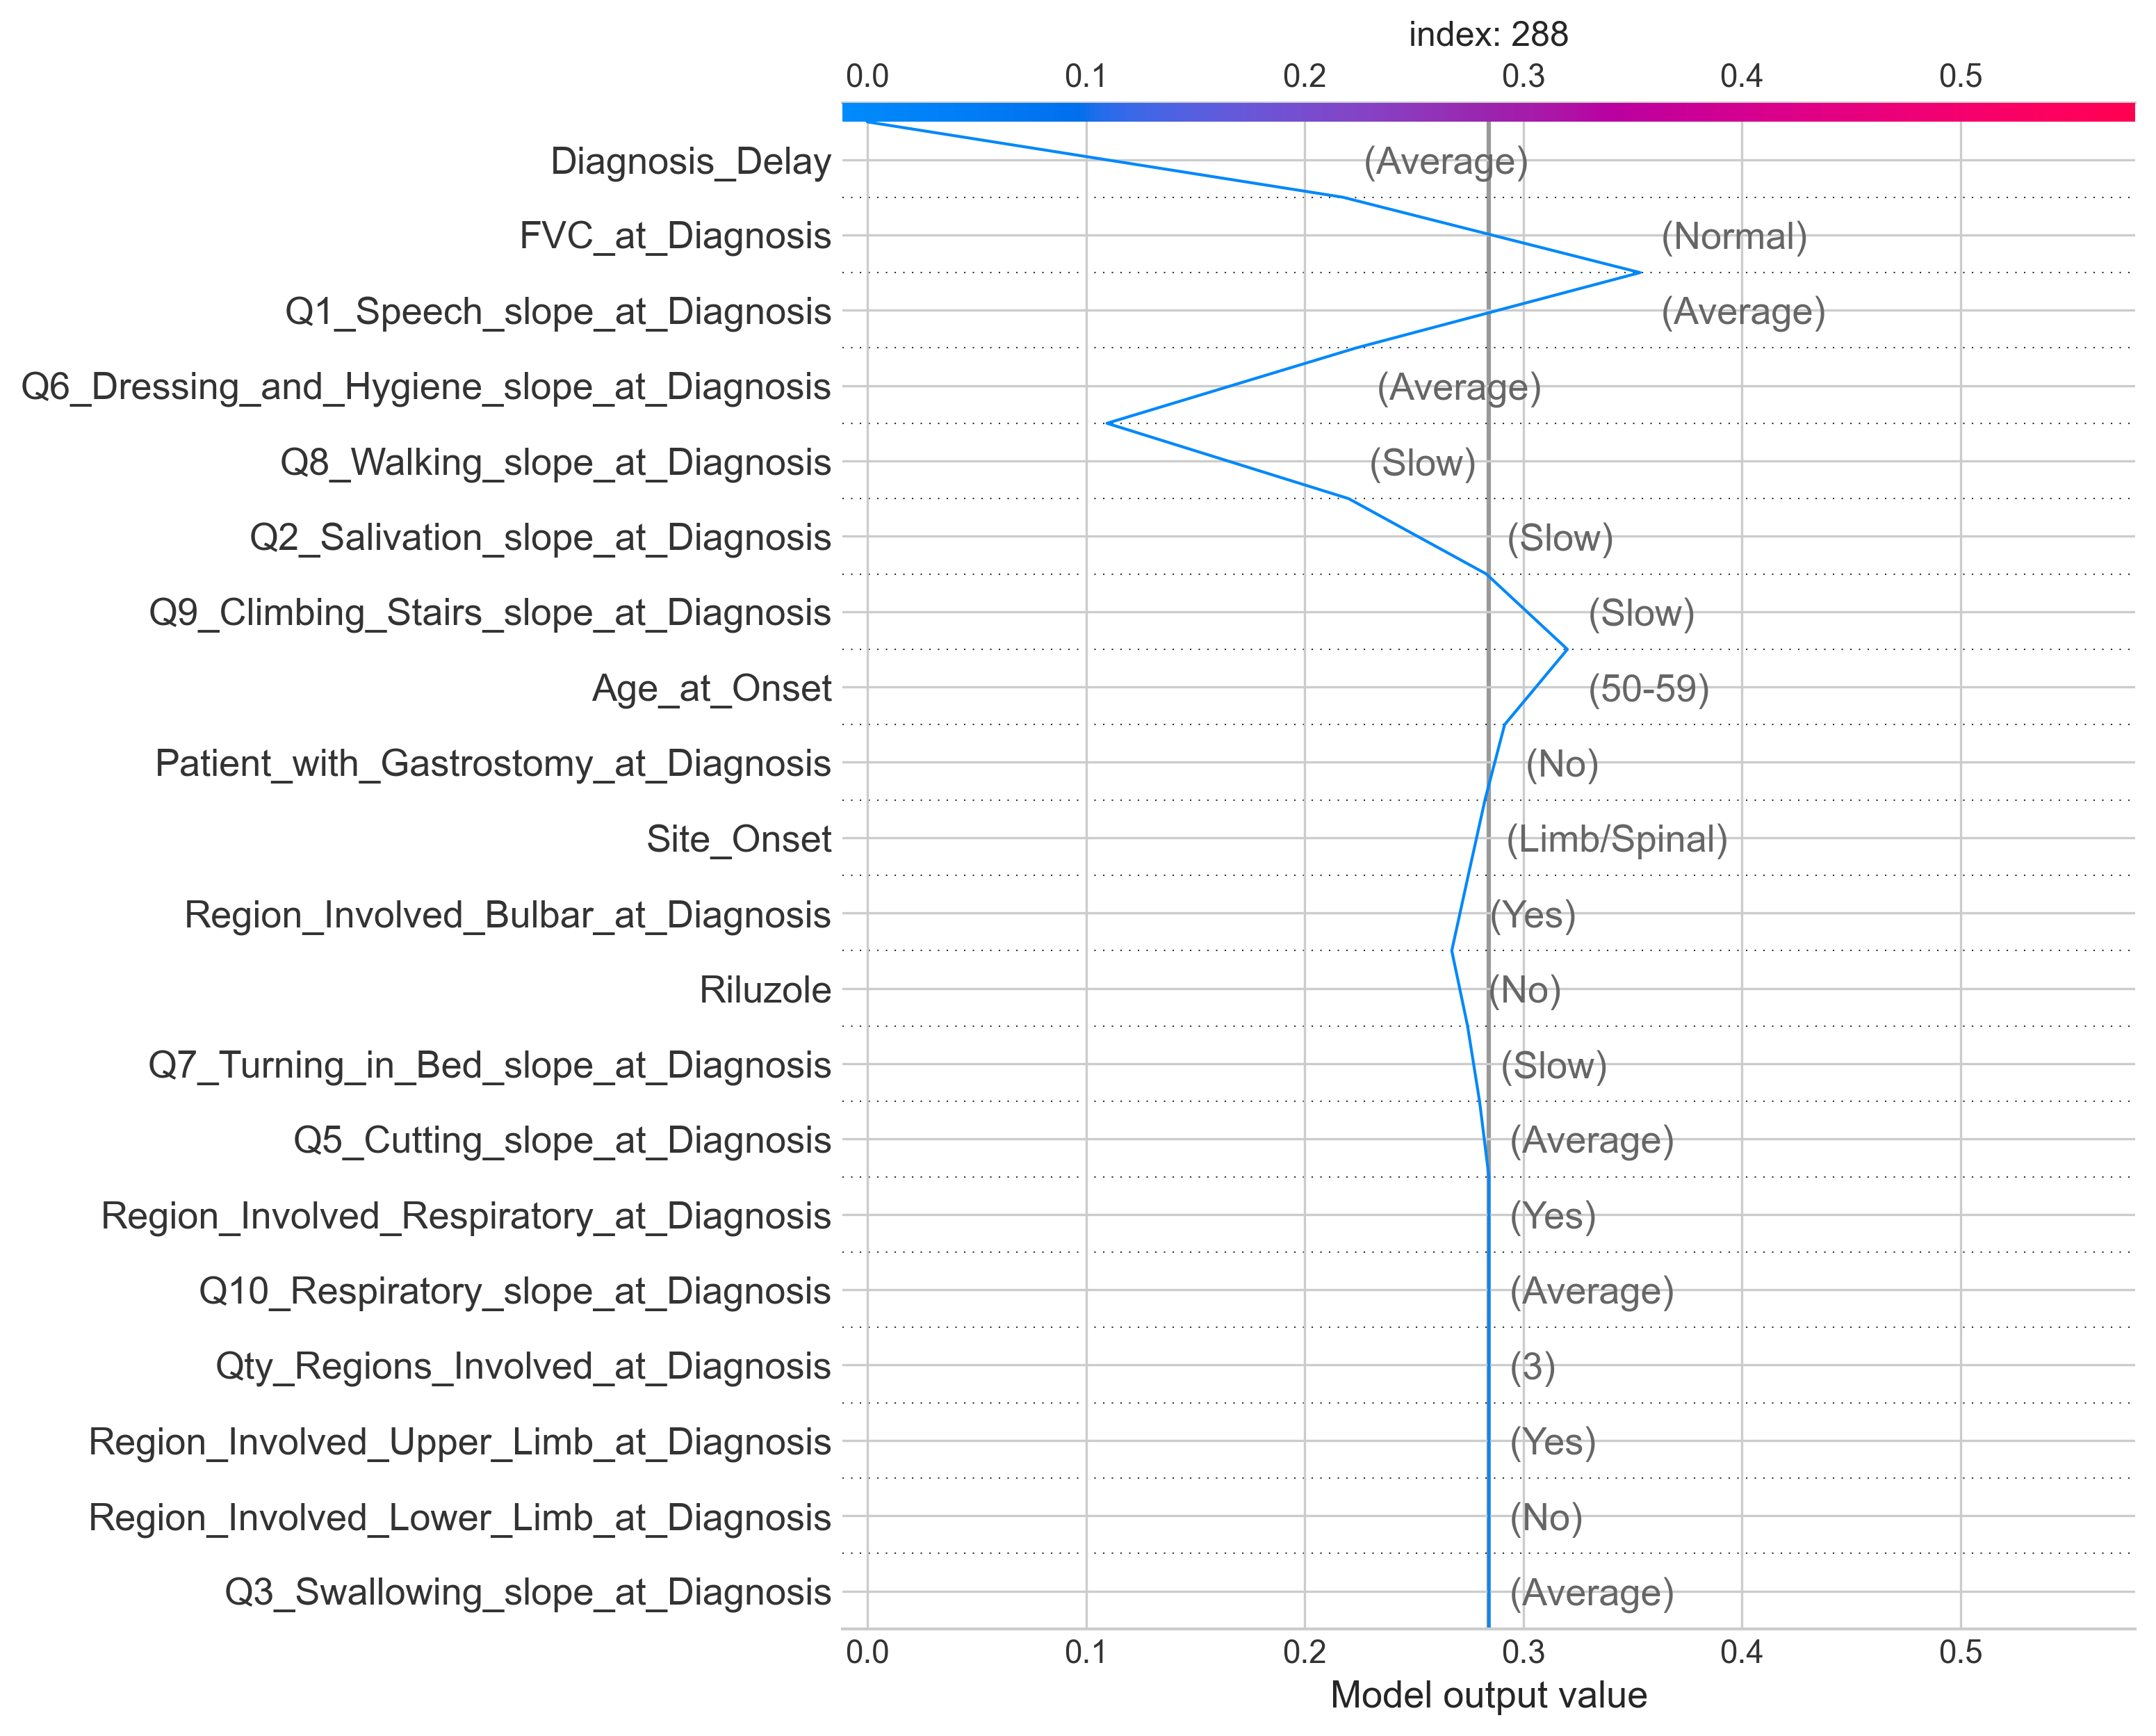 index: 288
0.0 0.1 0.2 0.3 0.4 0.5
Diagnosis_Delay (Average)
FVC_at_Diagnosis (Normal)
Q1_Speech_slope_at_Diagnosis (Average)
Q6_Dressing_and_Hygiene_slope_at_Diagnosis (Average)
Q8_Walking_slope_at_Diagnosis (Slow)
Q2_Salivation_slope_at_Diagnosis (Slow)
Q9_Climbing_Stairs_slope_at_Diagnosis (Slow)
Age_at_Onset (50-59)
Patient_with_Gastrostomy_at_Diagnosis (No)
Site_Onset (Limb/Spinal)
Region_Involved_Bulbar_at_Diagnosis (Yes)
Riluzole (No)
Q7_Turning_in_Bed_slope_at_Diagnosis (Slow)
Q5_Cutting_slope_at_Diagnosis (Average)
Region_Involved_Respiratory_at_Diagnosis (Yes)
Q10_Respiratory_slope_at_Diagnosis (Average)
Qty_Regions_Involved_at_Diagnosis (3)
Region_Involved_Upper_Limb_at_Diagnosis (Yes)
Region_Involved_Lower_Limb_at_Diagnosis (No)
Q3_Swallowing_slope_at_Diagnosis (Average)
0.0 0.1 0.2 0.3 0.4 0.5
Model output value